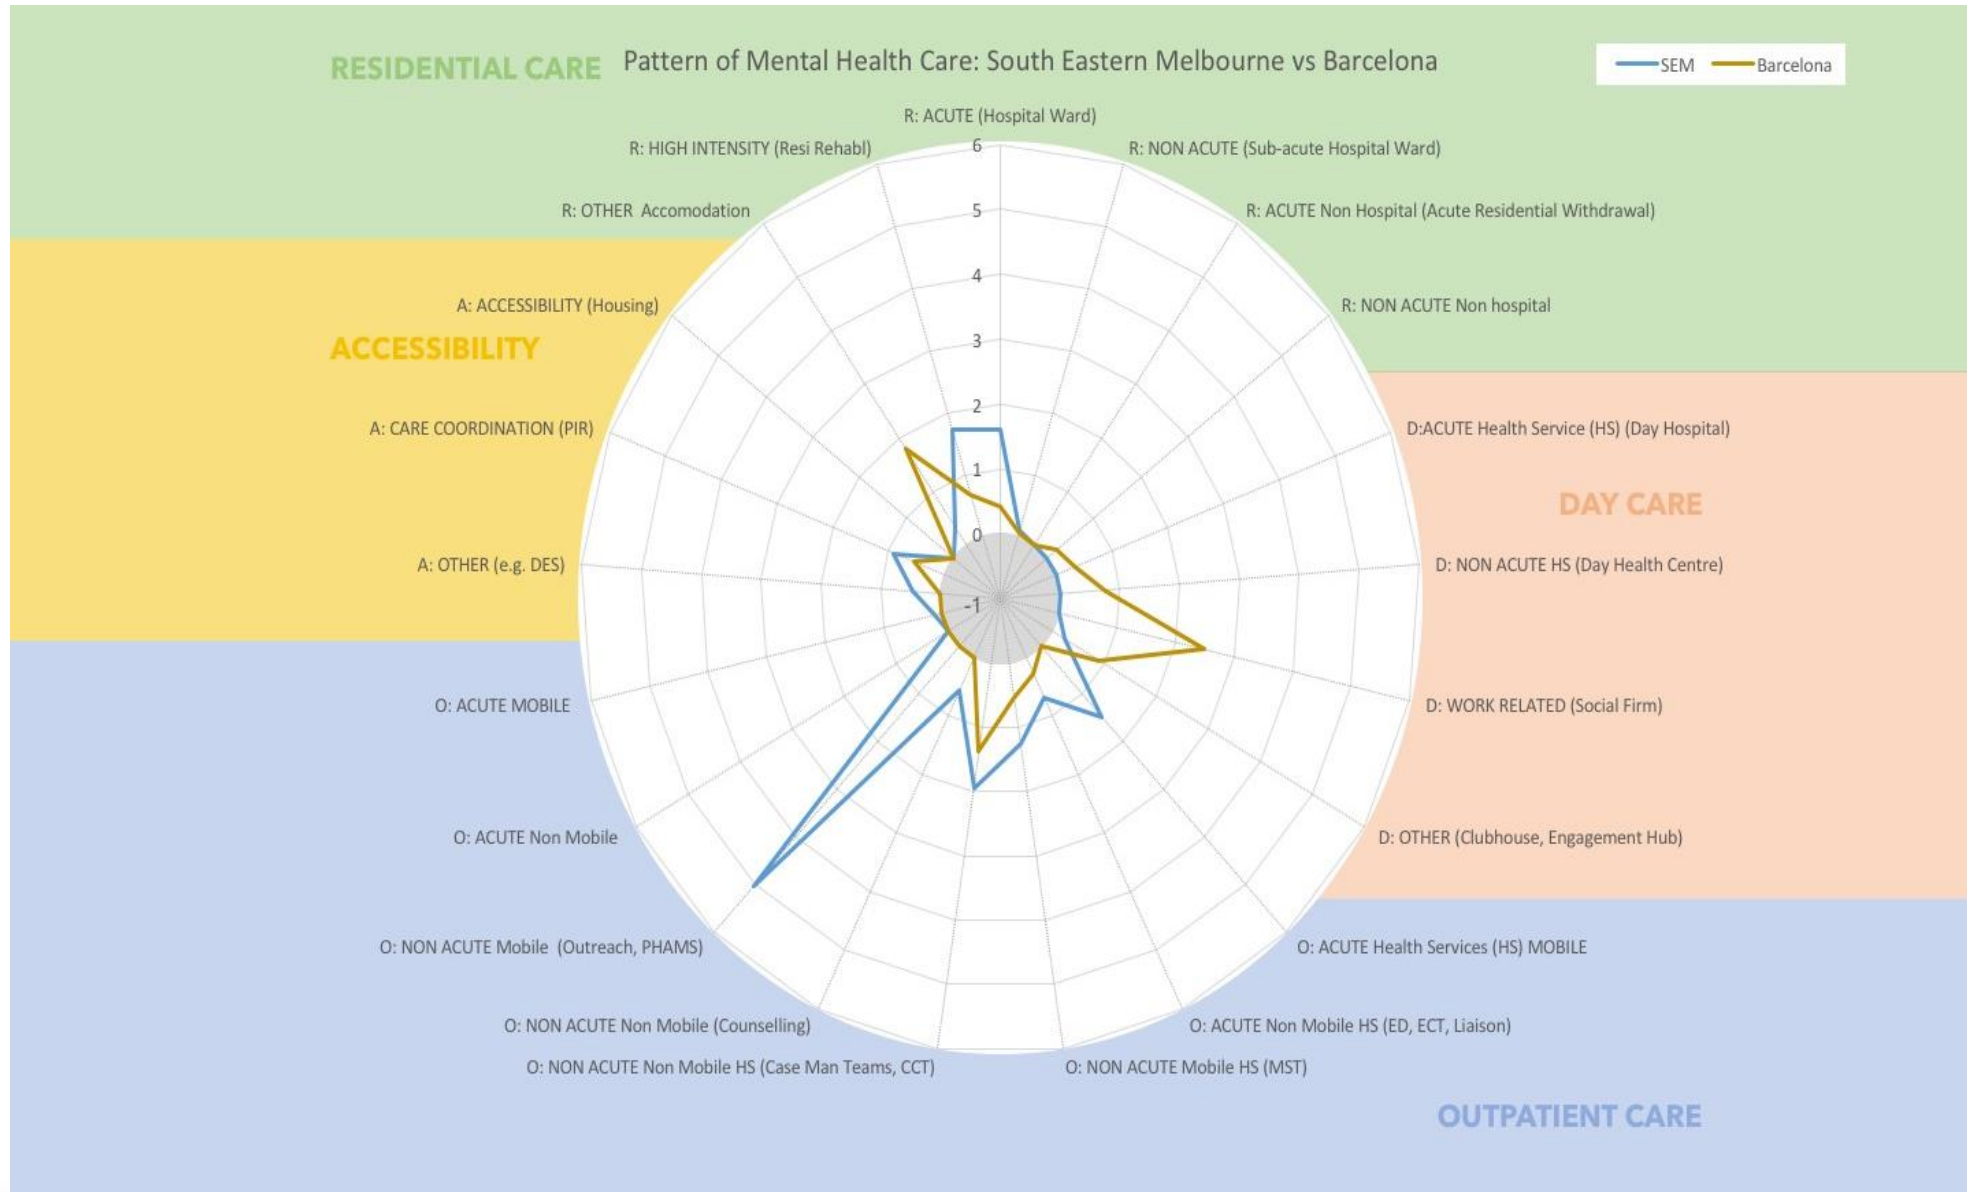 RESIDENTIAL CARE
Pattern of Mental Health Care: South Eastern Melbourne vs Barcelona
SEM
Barcelona
R: ACUTE (Hospital Ward)
R: HIGH INTENSITY (Resi Rehabl)
R: NON ACUTE (Sub-acute Hospital Ward)
R: OTHER Accomodation
R: ACUTE Non Hospital (Acute Residential Withdrawal)
A: ACCESSIBILITY (Housing)
R: NON ACUTE Non hospital
ACCESSIBILITY
A: CARE COORDINATION (PIR)
D:ACUTE Health Service (HS) (Day Hospital)
DAY CARE
A: OTHER (e.g. DES)
D: NON ACUTE HS (Day Health Centre)
O: ACUTE MOBILE
D: WORK RELATED (Social Firm)
O: ACUTE Non Mobile
D: OTHER (Clubhouse, Engagement Hub)
O: NON ACUTE Mobile (Outreach, PHAMS)
O: ACUTE Health Services (HS) MOBILE
O: NON ACUTE Non Mobile (Counselling)
O: ACUTE Non Mobile HS (ED, ECT, Liaison)
O: NON ACUTE Non Mobile HS (Case Man Teams, CCT)
O: NON ACUTE Mobile HS (MST)
OUTPATIENT CARE
6
5
4
3
2
1
0
-1